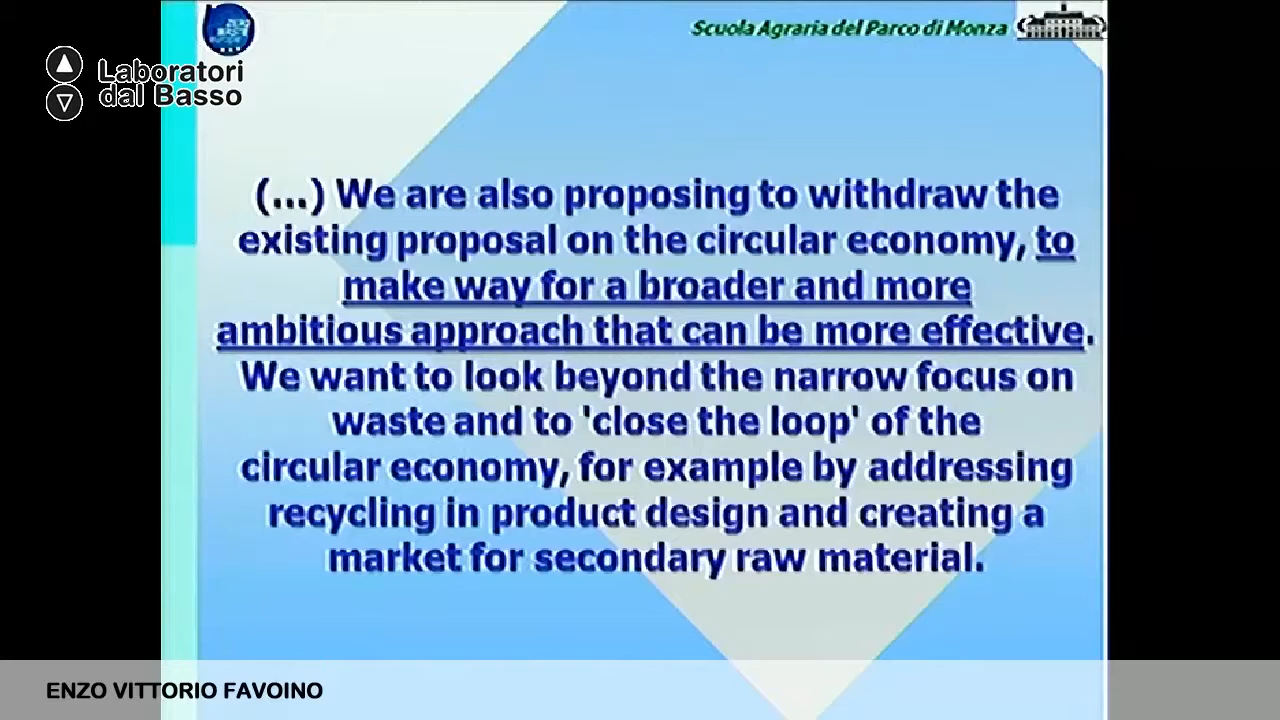 Scuola Agraria del Parco di Monza
Laboratori
dal Basso
(...) We are also proposing to withdraw the
existing proposal on the circular economy, to
make way for a broader and more
ambitious approach that can be more effective.
We want to look beyond the narrow focus on
waste and to 'close the loop' of the
circular economy, for example by addressing
recycling in product design and creating a
market for secondary raw material.
ENZO VITTORIO FAVOINO